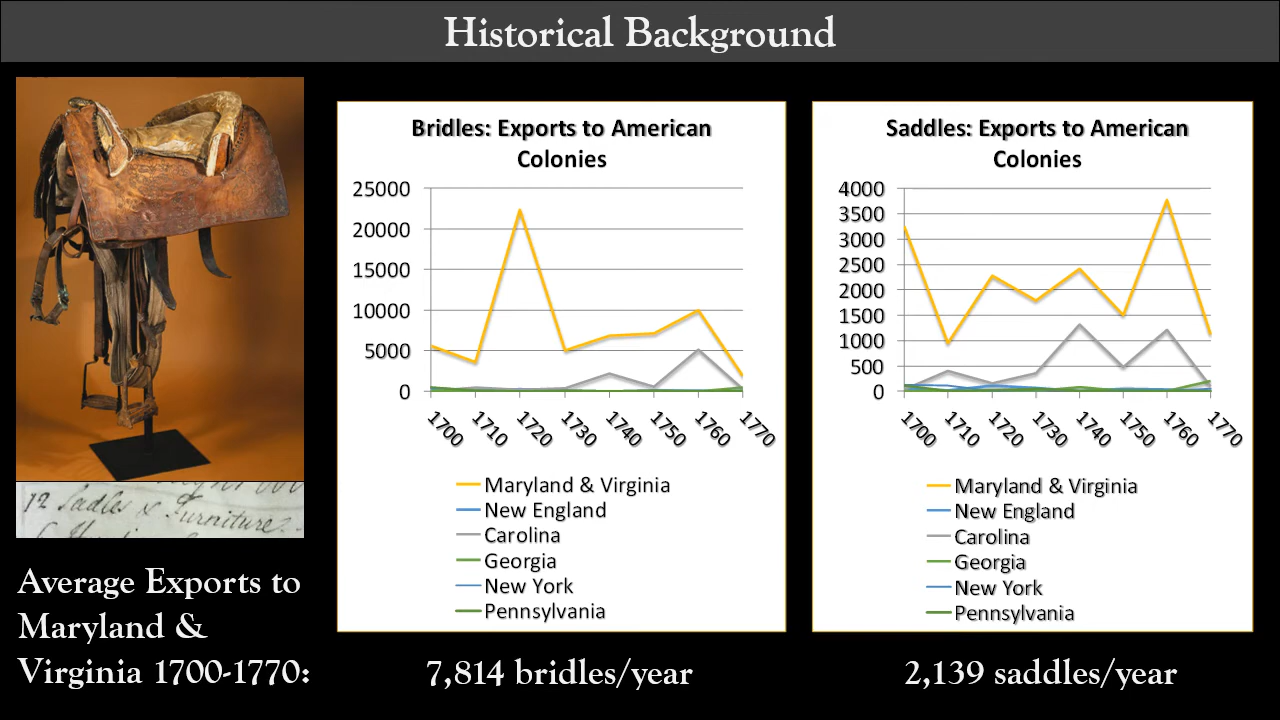 Historical Background
12 Sadles & Furniture
Average Exports to
Maryland &
Virginia 1700-1770:
Bridles: Exports to American
Colonies
25000
20000
15000
10000
5000
0
1700
1710
1720
1730
1740
1750
1760
1770
Maryland & Virginia
New England
Carolina
Georgia
New York
Pennsylvania
7,814 bridles/year
Saddles: Exports to American
Colonies
4000
3500
3000
2500
2000
1500
1000
500
0
1700
1710
1720
1730
1740
1750
1760
1770
Maryland & Virginia
New England
Carolina
Georgia
New York
Pennsylvania
2,139 saddles/year